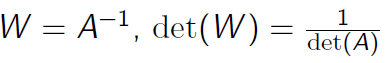 W = A⁻¹, det(W) = 1/det(A)